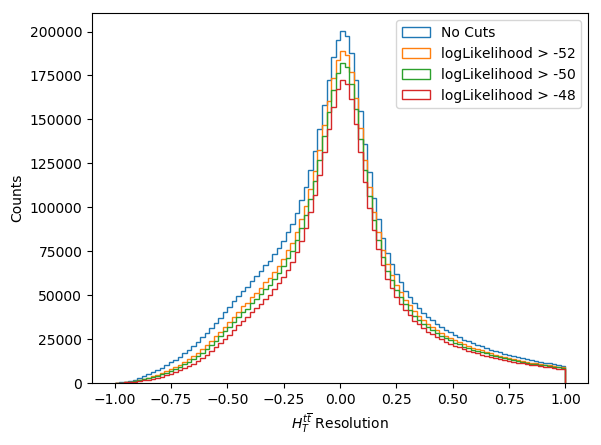 No Cuts
logLikelihood > -52
logLikelihood > -50
logLikelihood > -48
Counts
200000
175000
150000
125000
100000
75000
50000
25000
0
−1.00 −0.75 −0.50 −0.25 0.00 0.25 0.50 0.75 1.00
$H_T^{t\overline{t}}$ Resolution